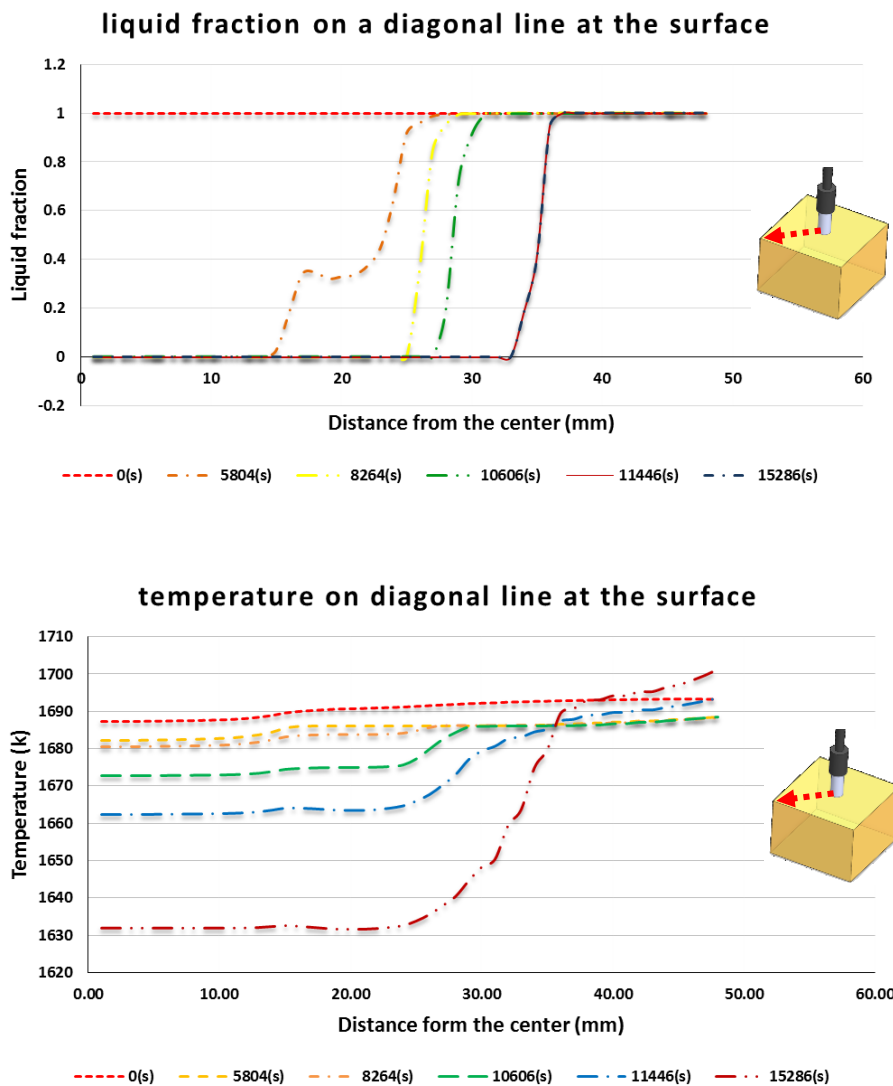 liquid fraction on a diagonal line at the surface
1.2
1
0.8
0.6
0.4
0.2
0
-0.2
Liquid fraction
0 10 20 30 40 50 60
Distance from the center (mm)
0(s) 5804(s) 8264(s) 10606(s) 11446(s) 15286(s)
temperature on diagonal line at the surface
1710
1700
1690
1680
1670
1660
1650
1640
1630
1620
Temperature (k)
0.00 10.00 20.00 30.00 40.00 50.00 60.00
Distance form the center (mm)
0(s) 5804(s) 8264(s) 10606(s) 11446(s) 15286(s)